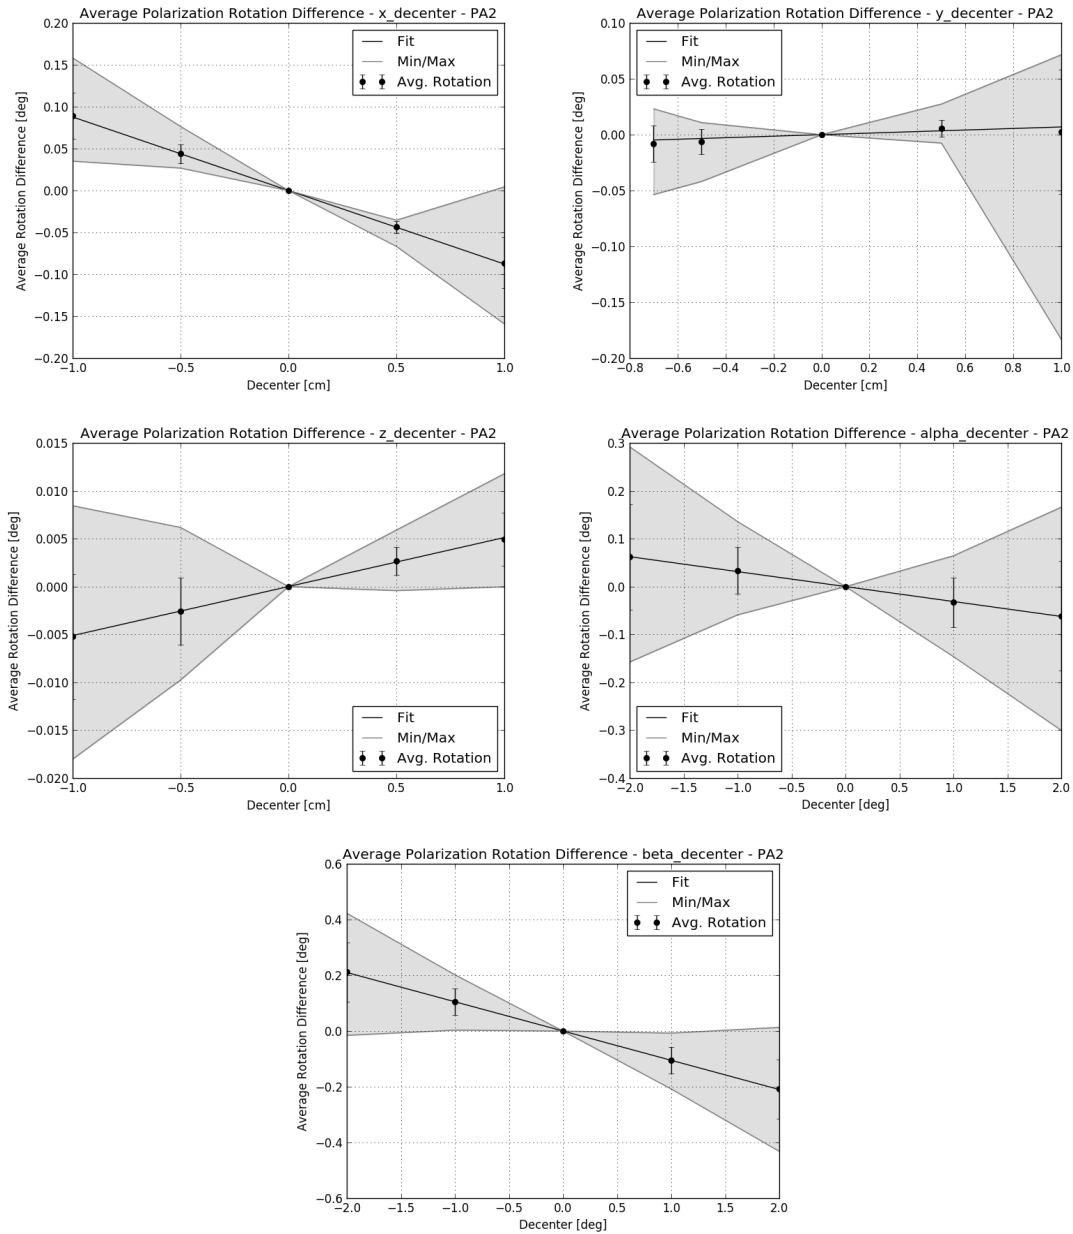 Average Polarization Rotation Difference - x_decenter - PA2
0.20
0.15
0.10
0.05
0.00
−0.05
−0.10
−0.15
−0.20
Average Rotation Difference [deg]
Fit
Min/Max
Avg. Rotation
−1.0 −0.5 0.0 0.5 1.0
Decenter [cm]
Average Polarization Rotation Difference - y_decenter - PA2
0.10
0.05
0.00
−0.05
−0.10
−0.15
−0.20
Average Rotation Difference [deg]
Fit
Min/Max
Avg. Rotation
−0.8 −0.6 −0.4 −0.2 0.0 0.2 0.4 0.6 0.8 1.0
Decenter [cm]
Average Polarization Rotation Difference - z_decenter - PA2
0.015
0.010
0.005
0.000
−0.005
−0.010
−0.015
−0.020
Average Rotation Difference [deg]
Fit
Min/Max
Avg. Rotation
−1.0 −0.5 0.0 0.5 1.0
Decenter [cm]
Average Polarization Rotation Difference - alpha_decenter - PA2
0.3
0.2
0.1
0.0
−0.1
−0.2
−0.3
−0.4
Average Rotation Difference [deg]
Fit
Min/Max
Avg. Rotation
−2.0 −1.5 −1.0 −0.5 0.0 0.5 1.0 1.5 2.0
Decenter [deg]
Average Polarization Rotation Difference - beta_decenter - PA2
0.6
0.4
0.2
0.0
−0.2
−0.4
−0.6
Average Rotation Difference [deg]
Fit
Min/Max
Avg. Rotation
−2.0 −1.5 −1.0 −0.5 0.0 0.5 1.0 1.5 2.0
Decenter [deg]